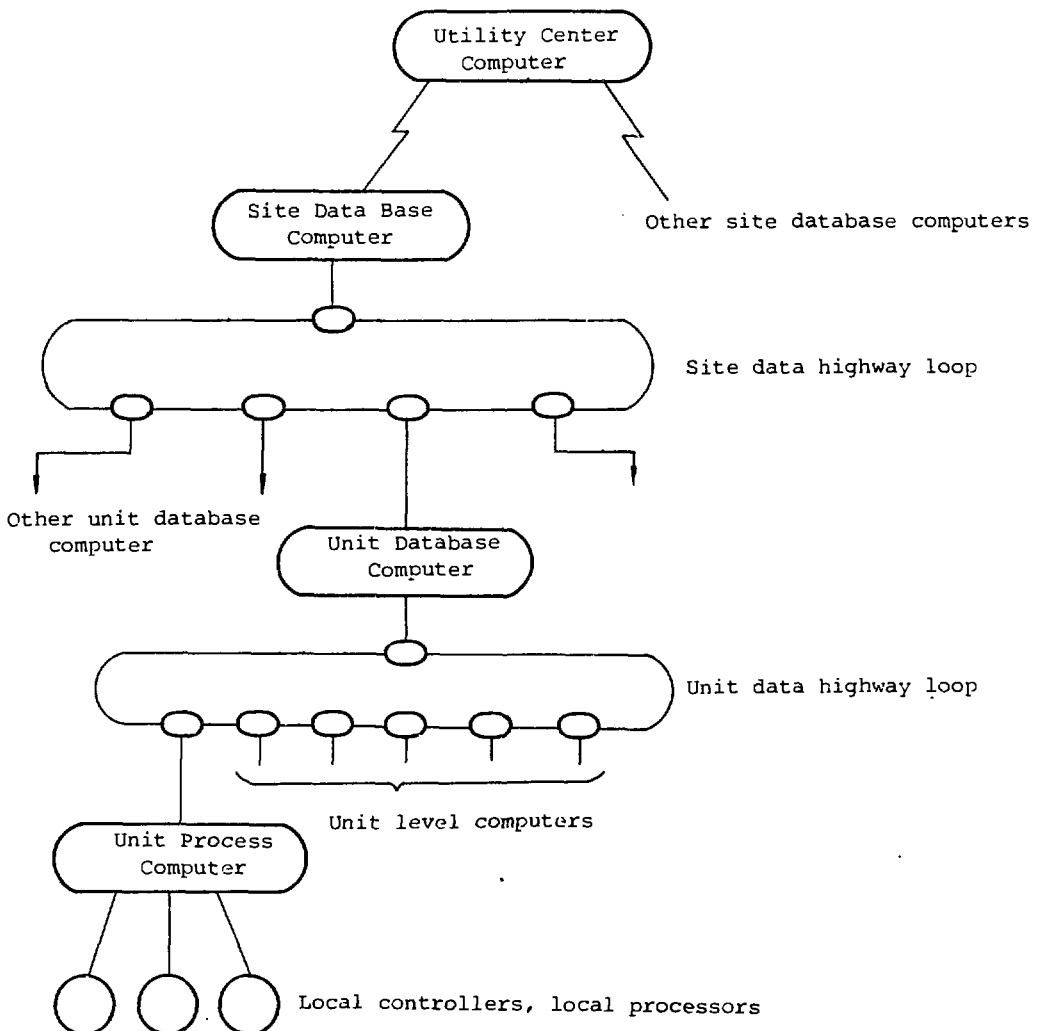 Utility Center
Computer
Site Data Base
Computer
Other site database computers
Site data highway loop
Other unit database
computer
Unit Database
Computer
Unit data highway loop
Unit level computers
Unit Process
Computer
Local controllers, local processors